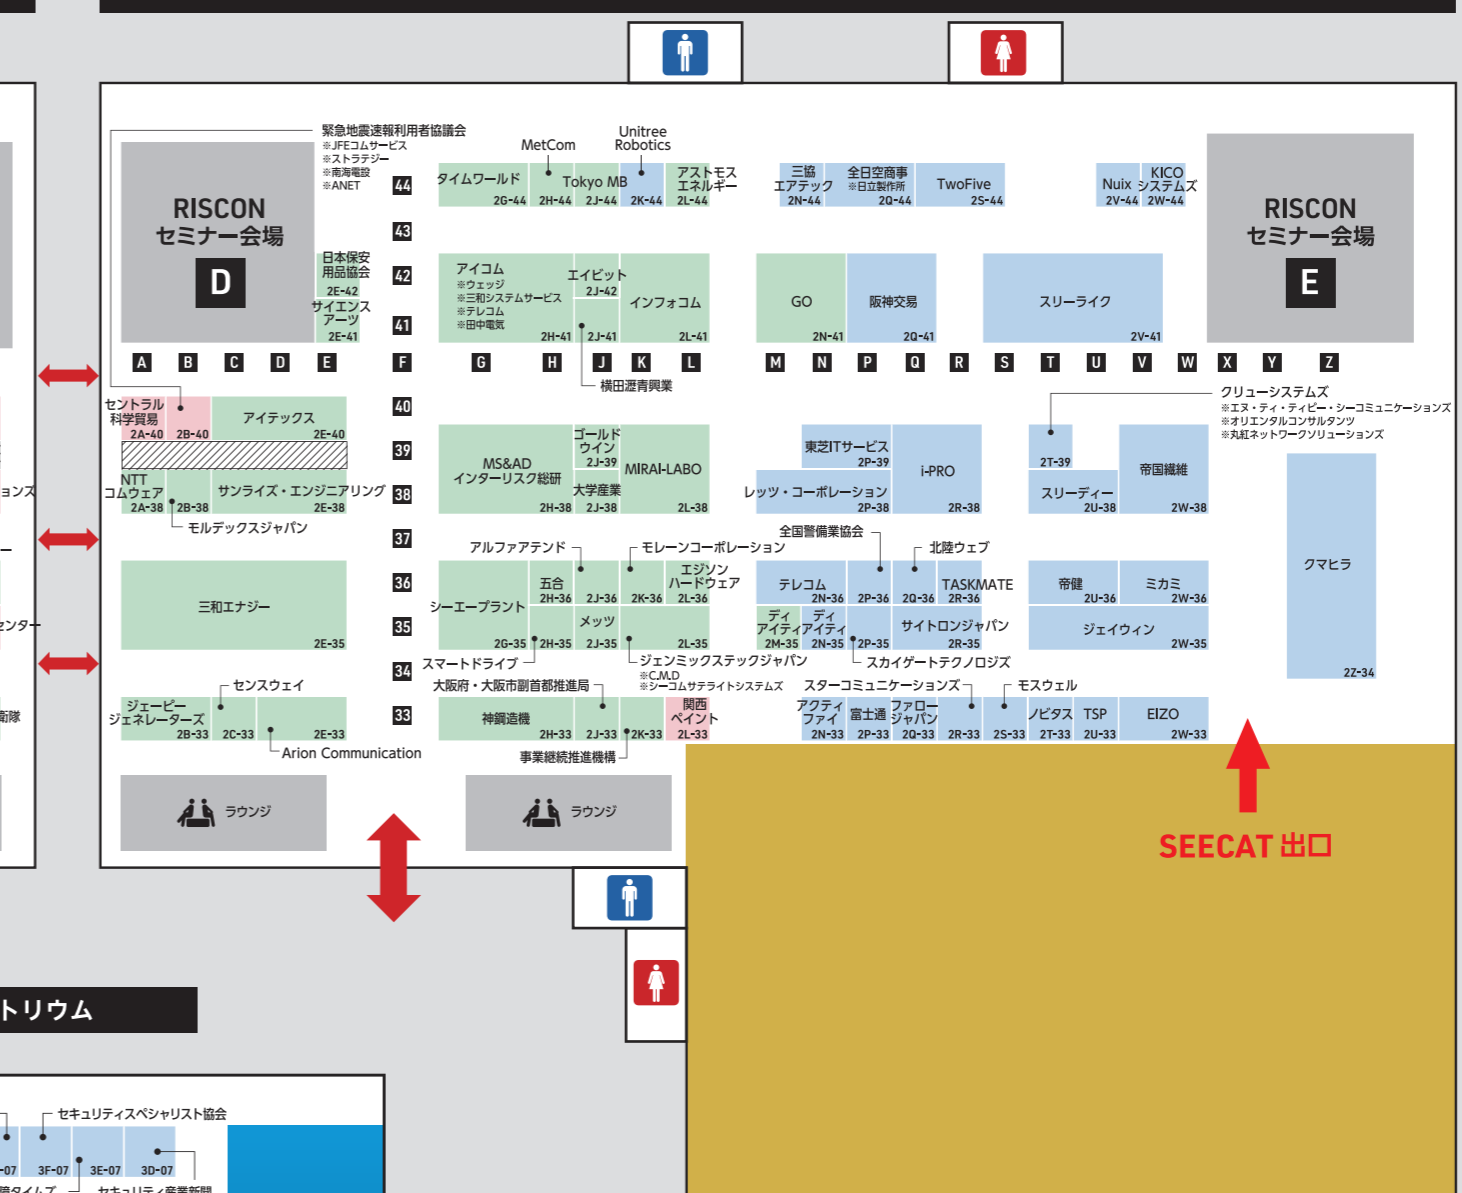 緊急地震速報利用者協議会
※JFEコムサービス
※ストラテジー
※南海電設
※ANET
RISCON
セミナー会場
D
日本保安
用品協会
2E-42
サイエンス
アーツ
2E-41
44
43
42
41
タイムワールド
2G-44
MetCom
2H-44
Tokyo MB
2J-44
Unitree
Robotics
2K-44
アストモス
エネルギー
2L-44
三協
エアテック
2N-44
全日空商事
※日立製作所
2Q-44
TwoFive
2S-44
Nuix
2V-44
KICO
システムズ
2W-44
RISCON
セミナー会場
E
アイコム
※ウェッジ
※三和システムサービス
※テレコム
※田中電気
2H-41
エイビット
2J-42
2J-41
インフォコム
2L-41
GO
2N-41
阪神交易
2Q-41
スリーライク
2V-41
A
B
C
D
E
F
G
H
J
K
L
M
N
P
Q
R
S
T
U
V
W
X
Y
Z
横田瀝青興業
クリューシステムズ
※エヌ・ティ・ティピー・シーコミュニケーションズ
※オリエンタルコンサルタンツ
※丸紅ネットワークソリューションズ
セントラル
科学貿易
2A-40
2B-40
アイテックス
2E-40
40
39
38
37
NTT
コムウェア
2A-38
2B-38
サンライズ・エンジニアリング
2E-38
モルデックスジャパン
MS&AD
インターリスク総研
2H-38
ゴールド
ウイン
2J-39
大学産業
2J-38
MIRAI-LABO
2L-38
東芝ITサービス
2P-39
レッツ・コーポレーション
2P-38
i-PRO
2R-38
2T-39
スリーディー
2U-38
帝国繊維
2W-38
クマヒラ
2Z-34
アルファアテンド
モレーンコーポレーション
全国警備業協会
北陸ウェブ
三和エナジー
2E-35
36
35
34
33
シーエープラント
2G-35
五合
2H-36
2J-36
2K-36
エジソン
ハードウェア
2L-36
2H-35
メッツ
2J-35
2L-35
テレコム
2N-36
2P-36
2Q-36
TASKMATE
2R-36
帝健
2U-36
ミカミ
2W-36
ディ
アイティ
2M-35
ディ
アイティ
2N-35
2P-35
サイトロンジャパン
2R-35
ジェイウィン
2W-35
スマートドライブ
ジェンミックステックジャパン
※C.M.D
※シーコムサテライトシステムズ
スカイゲートテクノロジズ
センスウェイ
大阪府・大阪市副首都推進局
スターコミュニケーションズ
モスウェル
ジェーピー
ジェネレーターズ
2B-33
2C-33
2E-33
Arion Communication
神鋼造機
2H-33
2J-33
2K-33
関西
ペイント
2L-33
事業継続推進機構
アクティ
ファイ
2N-33
富士通
2P-33
ファロー
ジャパン
2Q-33
2R-33
2S-33
ノビタス
2T-33
TSP
2U-33
EIZO
2W-33
ラウンジ
ラウンジ
SEECAT 出口
ョンズ
ー
センター
衛隊
トリウム
セキュリティスペシャリスト協会
-07
3F-07
3E-07
3D-07
タイムズ
セキュリティ産業新聞